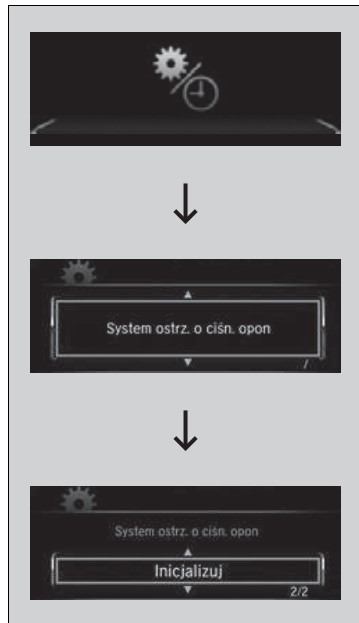 System ostrz. o ciśn. opon
/
System ostrz. o ciśn. opon
Inicjalizuj
2/2